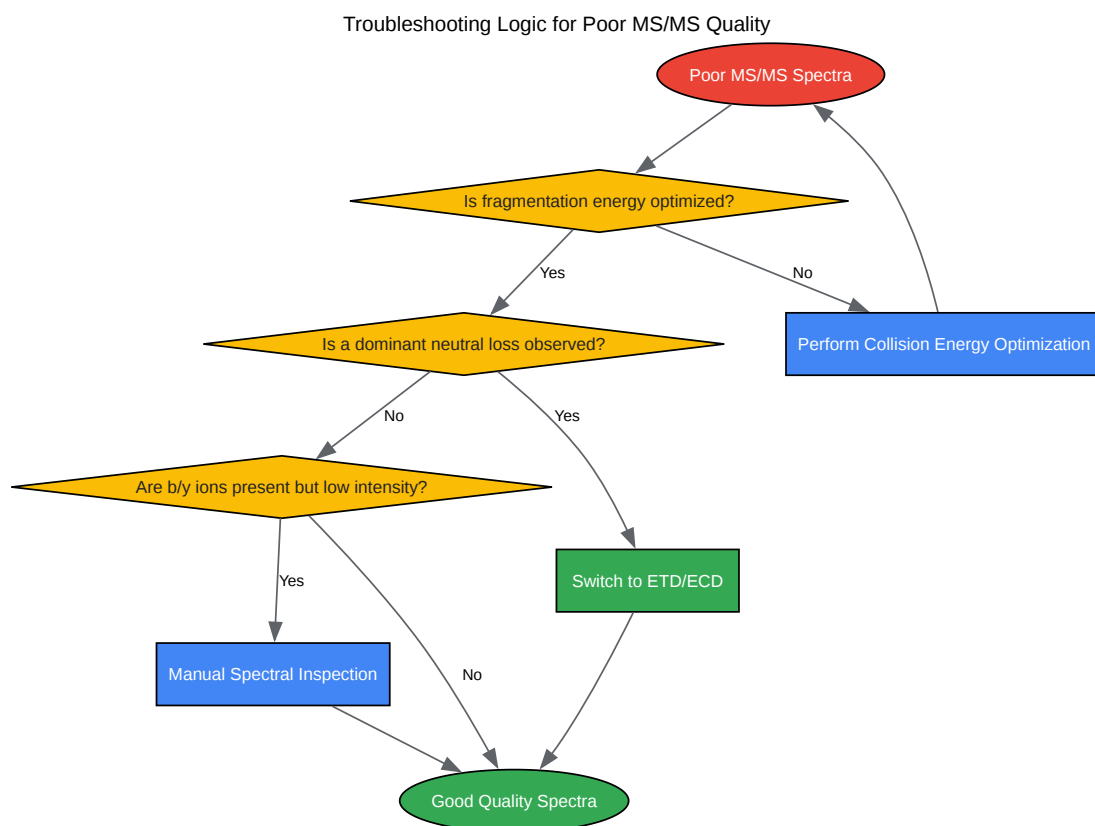 Troubleshooting Logic for Poor MS/MS Quality
Poor MS/MS Spectra
Is fragmentation energy optimized?
Yes
No
Is a dominant neutral loss observed?
Perform Collision Energy Optimization
No
Yes
Are b/y ions present but low intensity?
Switch to ETD/ECD
Yes
Manual Spectral Inspection
No
Good Quality Spectra